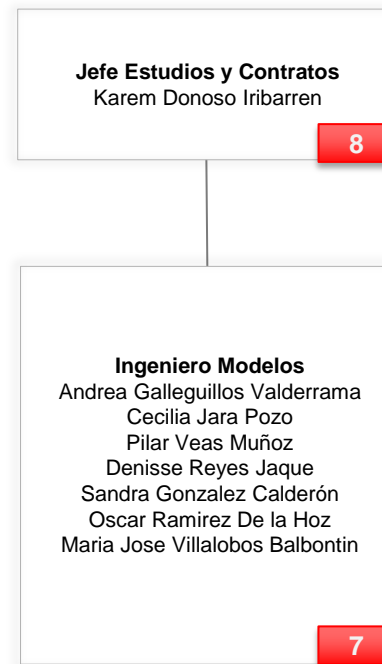 Jefe Estudios y Contratos
Karem Donoso Iribarren
8
Ingeniero Modelos
Andrea Galleguillos Valderrama
Cecilia Jara Pozo
Pilar Veas Muñoz
Denisse Reyes Jaque
Sandra Gonzalez Calderón
Oscar Ramirez De la Hoz
Maria Jose Villalobos Balbontin
7